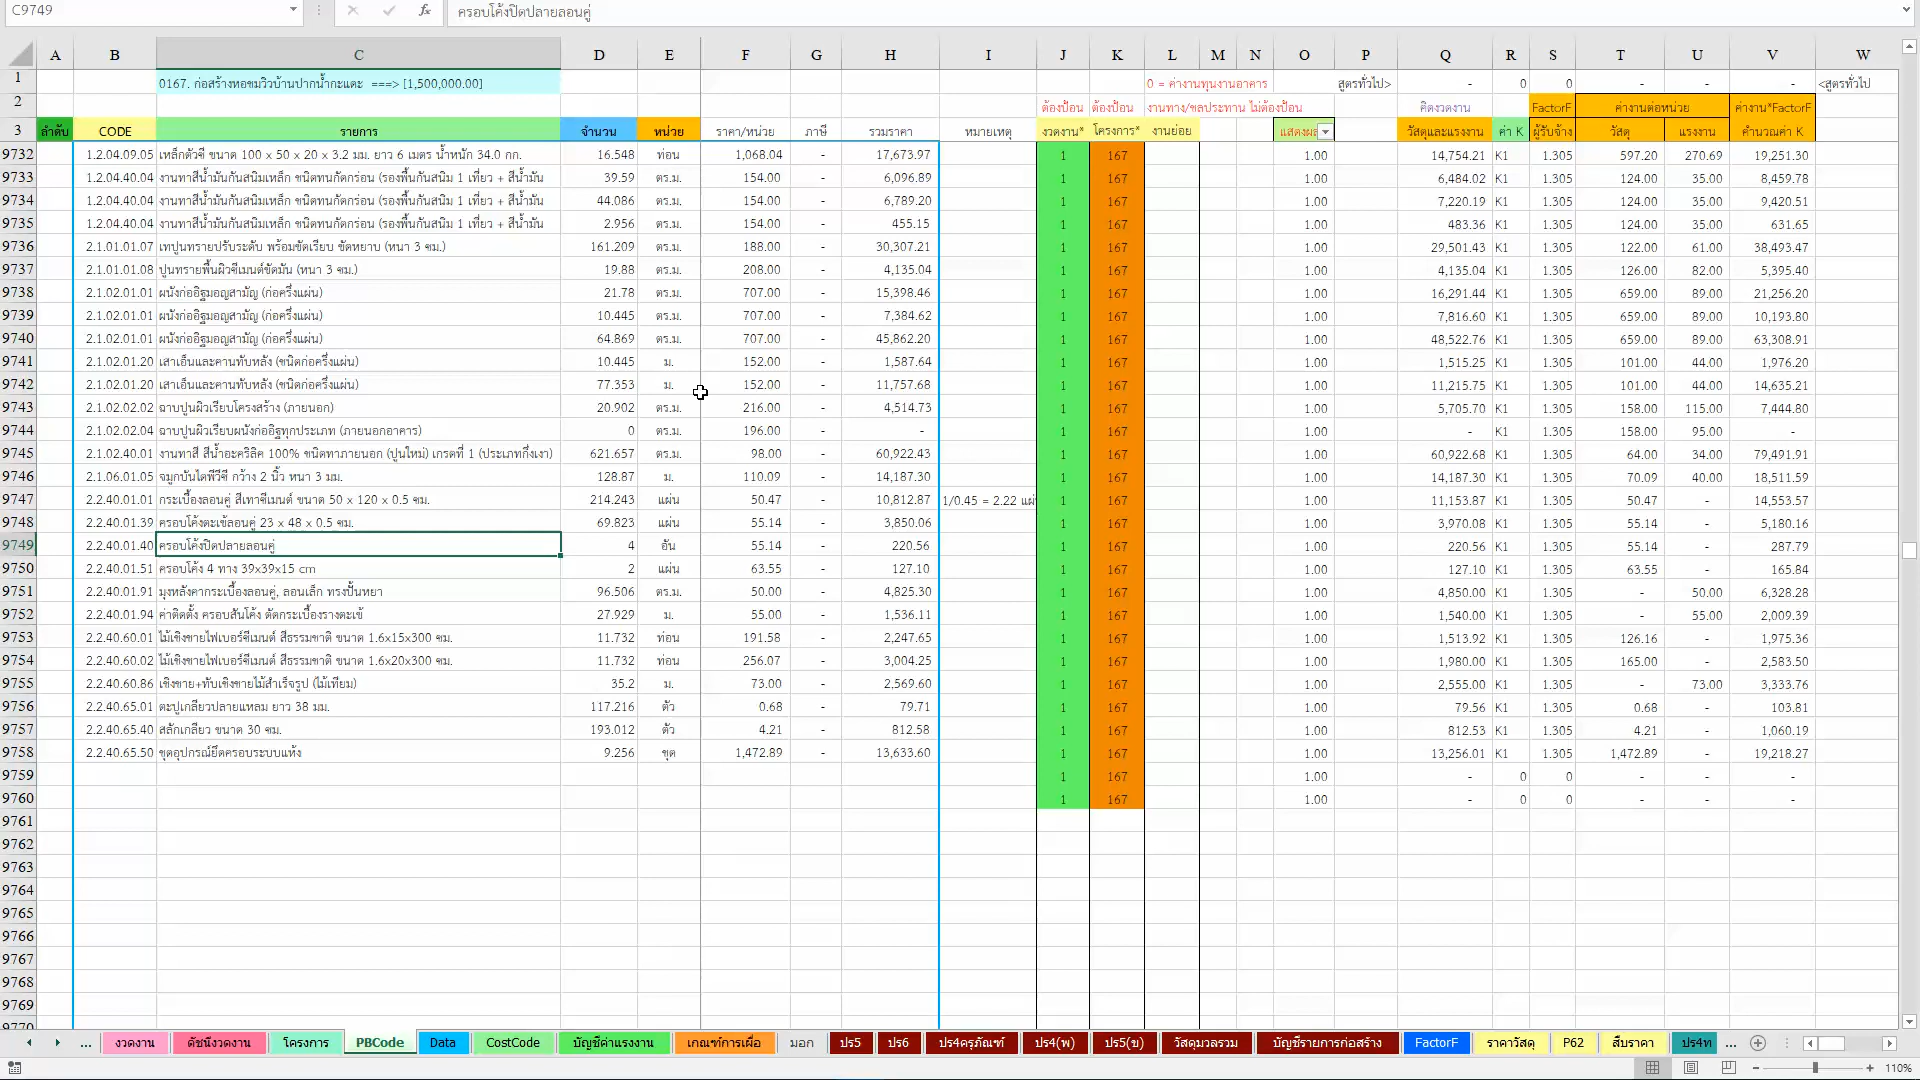 C9749 fx ครอบโค้งปิดปลายลอนคู่
A B C D E F G H I J K L M N O P Q R S T U V W
1 0167. ก่อสร้างหอชมวิวบ้านปากน้ำกะแดะ ===> [1,500,000.00] 0 = ค่างานทุนงานอาคาร สูตรทั่วไป> - 0 0 - - - <สูตรทั่วไป
2 ต้องป้อน ต้องป้อน งานทาง/ชลประทาน ไม่ต้องป้อน คิดงวดงาน FactorF ค่างานต่อหน่วย ค่างาน*FactorF
3 ลำดับ CODE รายการ จำนวน หน่วย ราคา/หน่วย ภาษี รวมราคา หมายเหตุ งวดงาน* โครงการ* งานย่อย แสดงผล วัสดุและแรงงาน ค่า K ผู้รับจ้าง วัสดุ แรงงาน คำนวณค่า K
9732 1.2.04.09.05 เหล็กตัวซี ขนาด 100 x 50 x 20 x 3.2 มม. ยาว 6 เมตร น้ำหนัก 34.0 กก. 16.548 ท่อน 1,068.04 - 17,673.97 1 167 1.00 14,754.21 K1 1.305 597.20 270.69 19,251.30
9733 1.2.04.40.04 งานทาสีน้ำมันกันสนิมเหล็ก ชนิดทนกัดกร่อน (รองพื้นกันสนิม 1 เที่ยว + สีน้ำมัน 39.59 ตร.ม. 154.00 - 6,096.89 1 167 1.00 6,484.02 K1 1.305 124.00 35.00 8,459.78
9734 1.2.04.40.04 งานทาสีน้ำมันกันสนิมเหล็ก ชนิดทนกัดกร่อน (รองพื้นกันสนิม 1 เที่ยว + สีน้ำมัน 44.086 ตร.ม. 154.00 - 6,789.20 1 167 1.00 7,220.19 K1 1.305 124.00 35.00 9,420.51
9735 1.2.04.40.04 งานทาสีน้ำมันกันสนิมเหล็ก ชนิดทนกัดกร่อน (รองพื้นกันสนิม 1 เที่ยว + สีน้ำมัน 2.956 ตร.ม. 154.00 - 455.15 1 167 1.00 483.36 K1 1.305 124.00 35.00 631.65
9736 2.1.01.01.07 เทปูนทรายปรับระดับ พร้อมขัดเรียบ ขัดหยาบ (หนา 3 ซม.) 161.209 ตร.ม. 188.00 - 30,307.21 1 167 1.00 29,501.43 K1 1.305 122.00 61.00 38,493.47
9737 2.1.01.01.08 ปูนทรายพื้นผิวซีเมนต์ขัดมัน (หนา 3 ซม.) 19.88 ตร.ม. 208.00 - 4,135.04 1 167 1.00 4,135.04 K1 1.305 126.00 82.00 5,395.40
9738 2.1.02.01.01 ผนังก่ออิฐมอญสามัญ (ก่อครึ่งแผ่น) 21.78 ตร.ม. 707.00 - 15,398.46 1 167 1.00 16,291.44 K1 1.305 659.00 89.00 21,256.20
9739 2.1.02.01.01 ผนังก่ออิฐมอญสามัญ (ก่อครึ่งแผ่น) 10.445 ตร.ม. 707.00 - 7,384.62 1 167 1.00 7,816.60 K1 1.305 659.00 89.00 10,193.80
9740 2.1.02.01.01 ผนังก่ออิฐมอญสามัญ (ก่อครึ่งแผ่น) 64.869 ตร.ม. 707.00 - 45,862.20 1 167 1.00 48,522.76 K1 1.305 659.00 89.00 63,308.91
9741 2.1.02.01.20 เสาเอ็นและคานทับหลัง (ชนิดก่อครึ่งแผ่น) 10.445 ม. 152.00 - 1,587.64 1 167 1.00 1,515.25 K1 1.305 101.00 44.00 1,976.20
9742 2.1.02.01.20 เสาเอ็นและคานทับหลัง (ชนิดก่อครึ่งแผ่น) 77.353 ม. 152.00 - 11,757.68 1 167 1.00 11,215.75 K1 1.305 101.00 44.00 14,635.21
9743 2.1.02.02.02 ฉาบปูนผิวเรียบโครงสร้าง (ภายนอก) 20.902 ตร.ม. 216.00 - 4,514.73 1 167 1.00 5,705.70 K1 1.305 158.00 115.00 7,444.80
9744 2.1.02.02.04 ฉาบปูนผิวเรียบผนังก่ออิฐทุกประเภท (ภายนอกอาคาร) 0 ตร.ม. 196.00 - - 1 167 1.00 - K1 1.305 158.00 95.00 -
9745 2.1.02.40.01 งานทาสี สีน้ำอะคริลิค 100% ชนิดทาภายนอก (ปูนใหม่) เกรดที่ 1 (ประเภทกึ่งเงา) 621.657 ตร.ม. 98.00 - 60,922.43 1 167 1.00 60,922.68 K1 1.305 64.00 34.00 79,491.91
9746 2.1.06.01.05 จมูกบันไดพีวีซี กว้าง 2 นิ้ว หนา 3 มม. 128.87 ม. 110.09 - 14,187.30 1 167 1.00 14,187.30 K1 1.305 70.09 40.00 18,511.59
9747 2.2.40.01.01 กระเบื้องลอนคู่ สีเทาซีเมนต์ ขนาด 50 x 120 x 0.5 ซม. 214.243 แผ่น 50.47 - 10,812.87 1/0.45 = 2.22 แผ่ 1 167 1.00 11,153.87 K1 1.305 50.47 - 14,553.57
9748 2.2.40.01.39 ครอบโค้งตะเข้ลอนคู่ 23 x 48 x 0.5 ซม. 69.823 แผ่น 55.14 - 3,850.06 1 167 1.00 3,970.08 K1 1.305 55.14 - 5,180.16
9749 2.2.40.01.40 ครอบโค้งปิดปลายลอนคู่ 4 อัน 55.14 - 220.56 1 167 1.00 220.56 K1 1.305 55.14 - 287.79
9750 2.2.40.01.51 ครอบโค้ง 4 ทาง 39x39x15 cm 2 แผ่น 63.55 - 127.10 1 167 1.00 127.10 K1 1.305 63.55 - 165.84
9751 2.2.40.01.91 มุงหลังคากระเบื้องลอนคู่, ลอนเล็ก ทรงปั้นหยา 96.506 ตร.ม. 50.00 - 4,825.30 1 167 1.00 4,850.00 K1 1.305 - 50.00 6,328.28
9752 2.2.40.01.94 ค่าติดตั้ง ครอบสันโค้ง ตัดกระเบื้องรางตะเข้ 27.929 ม. 55.00 - 1,536.11 1 167 1.00 1,540.00 K1 1.305 - 55.00 2,009.39
9753 2.2.40.60.01 ไม้เชิงชายไฟเบอร์ซีเมนต์ สีธรรมชาติ ขนาด 1.6x15x300 ซม. 11.732 ท่อน 191.58 - 2,247.65 1 167 1.00 1,513.92 K1 1.305 126.16 - 1,975.36
9754 2.2.40.60.02 ไม้เชิงชายไฟเบอร์ซีเมนต์ สีธรรมชาติ ขนาด 1.6x20x300 ซม. 11.732 ท่อน 256.07 - 3,004.25 1 167 1.00 1,980.00 K1 1.305 165.00 - 2,583.50
9755 2.2.40.60.86 เชิงชาย+ทับเชิงชายไม้สำเร็จรูป (ไม้เทียม) 35.2 ม. 73.00 - 2,569.60 1 167 1.00 2,555.00 K1 1.305 - 73.00 3,333.76
9756 2.2.40.65.01 ตะปูเกลียวปลายแหลม ยาว 38 มม. 117.216 ตัว 0.68 - 79.71 1 167 1.00 79.56 K1 1.305 0.68 - 103.81
9757 2.2.40.65.40 สลักเกลียว ขนาด 30 ซม. 193.012 ตัว 4.21 - 812.58 1 167 1.00 812.53 K1 1.305 4.21 - 1,060.19
9758 2.2.40.65.50 ชุดอุปกรณ์ยึดครอบระบบแห้ง 9.256 ชุด 1,472.89 - 13,633.60 1 167 1.00 13,256.01 K1 1.305 1,472.89 - 19,218.27
9759 1 167 1.00 - 0 0 - - -
9760 1 167 1.00 - 0 0 - - -
9761
9762
9763
9764
9765
9766
9767
9768
9769
9770
... งวดงาน ดัชนีงวดงาน โครงการ PBCode Data CostCode บัญชีค่าแรงงาน เกณฑ์การเผื่อ มอก ปร5 ปร6 ปร4ครุภัณฑ์ ปร4(พ) ปร5(ข) วัสดุมวลรวม บัญชีรายการก่อสร้าง FactorF ราคาวัสดุ P62 สืบราคา ปร4ท ...
110%